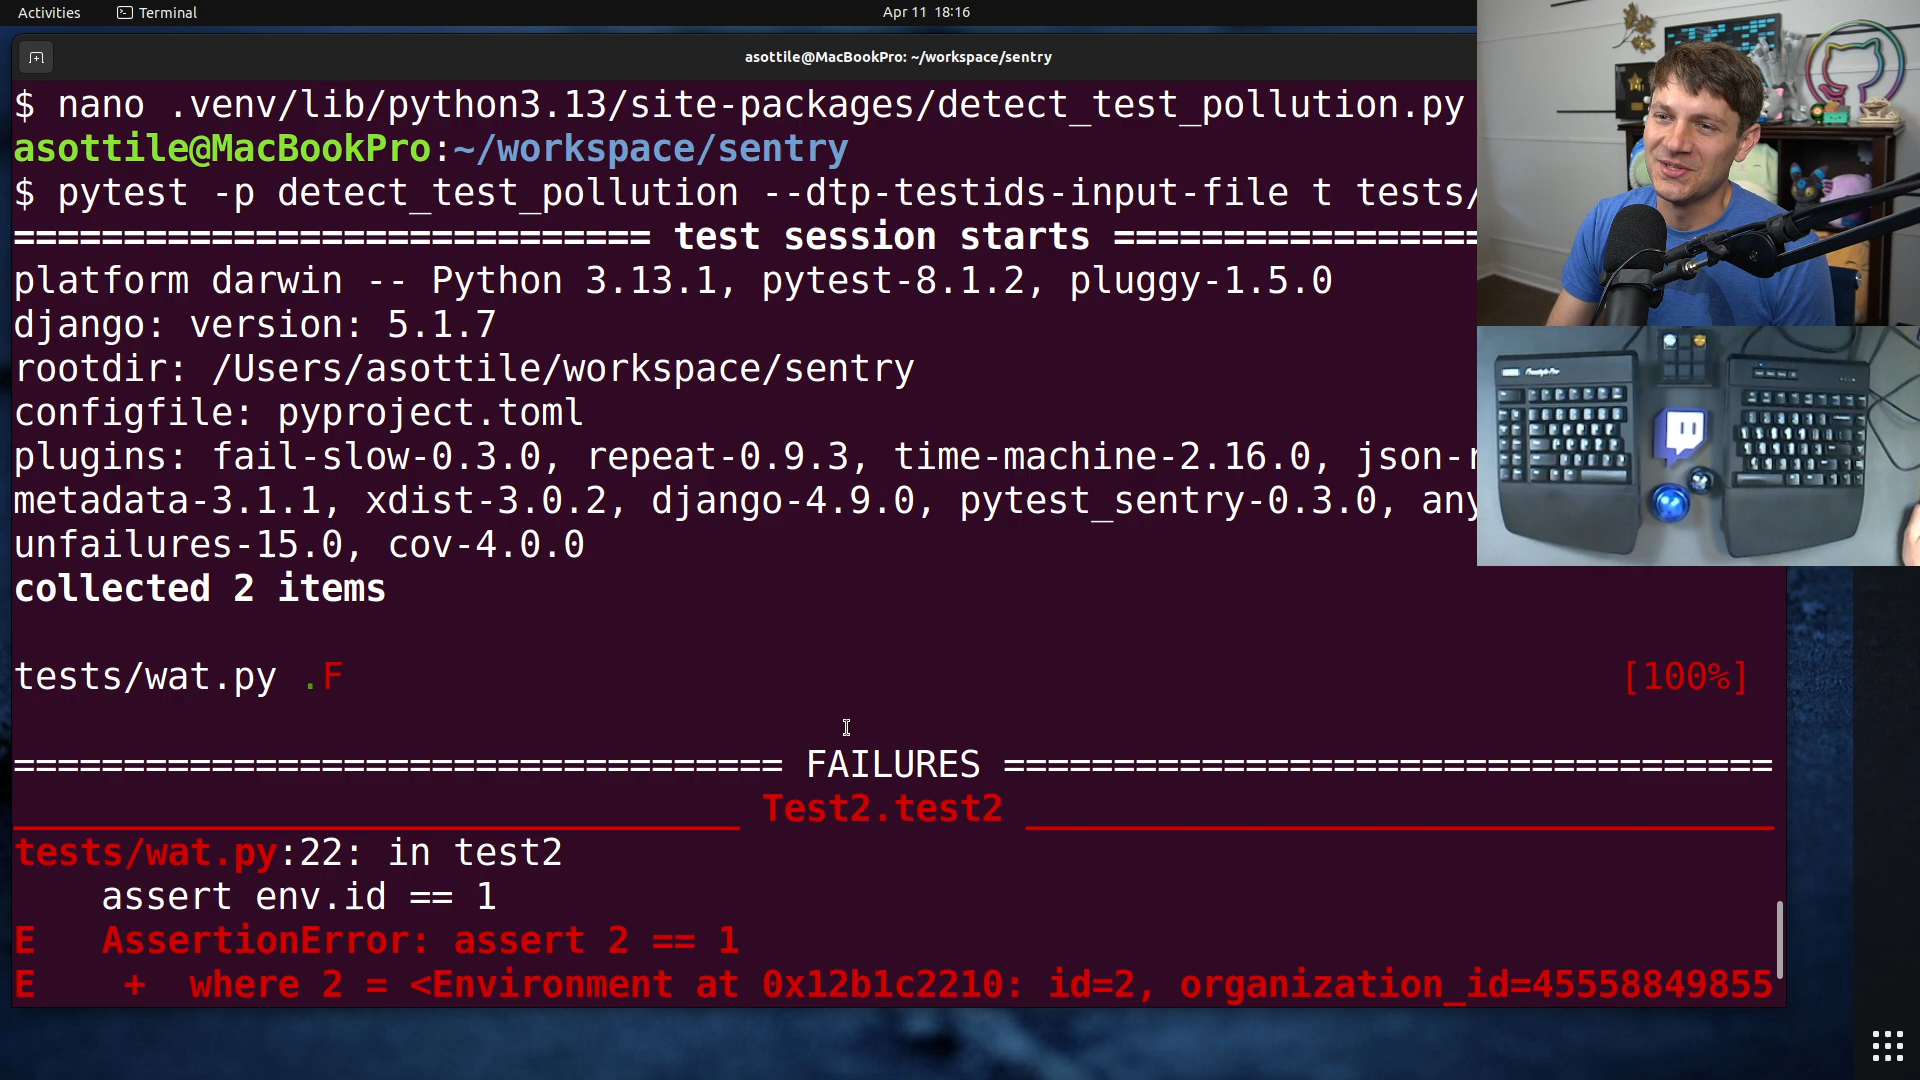 Activities
Terminal
Apr 11 18:16
asottile@MacBookPro: ~/workspace/sentry
$ nano .venv/lib/python3.13/site-packages/detect_test_pollution.py
asottile@MacBookPro:~/workspace/sentry
$ pytest -p detect_test_pollution --dtp-testids-input-file t tests/
============================= test session starts =================
platform darwin -- Python 3.13.1, pytest-8.1.2, pluggy-1.5.0
django: version: 5.1.7
rootdir: /Users/asottile/workspace/sentry
configfile: pyproject.toml
plugins: fail-slow-0.3.0, repeat-0.9.3, time-machine-2.16.0, json-
metadata-3.1.1, xdist-3.0.2, django-4.9.0, pytest_sentry-0.3.0, any
unfailures-15.0, cov-4.0.0
collected 2 items
tests/wat.py .F [100%]
=================================== FAILURES ===================================
_________________________________ Test2.test2 __________________________________
tests/wat.py:22: in test2
assert env.id == 1
E AssertionError: assert 2 == 1
E + where 2 = <Environment at 0x12b1c2210: id=2, organization_id=45558849855
Freestyle Pro